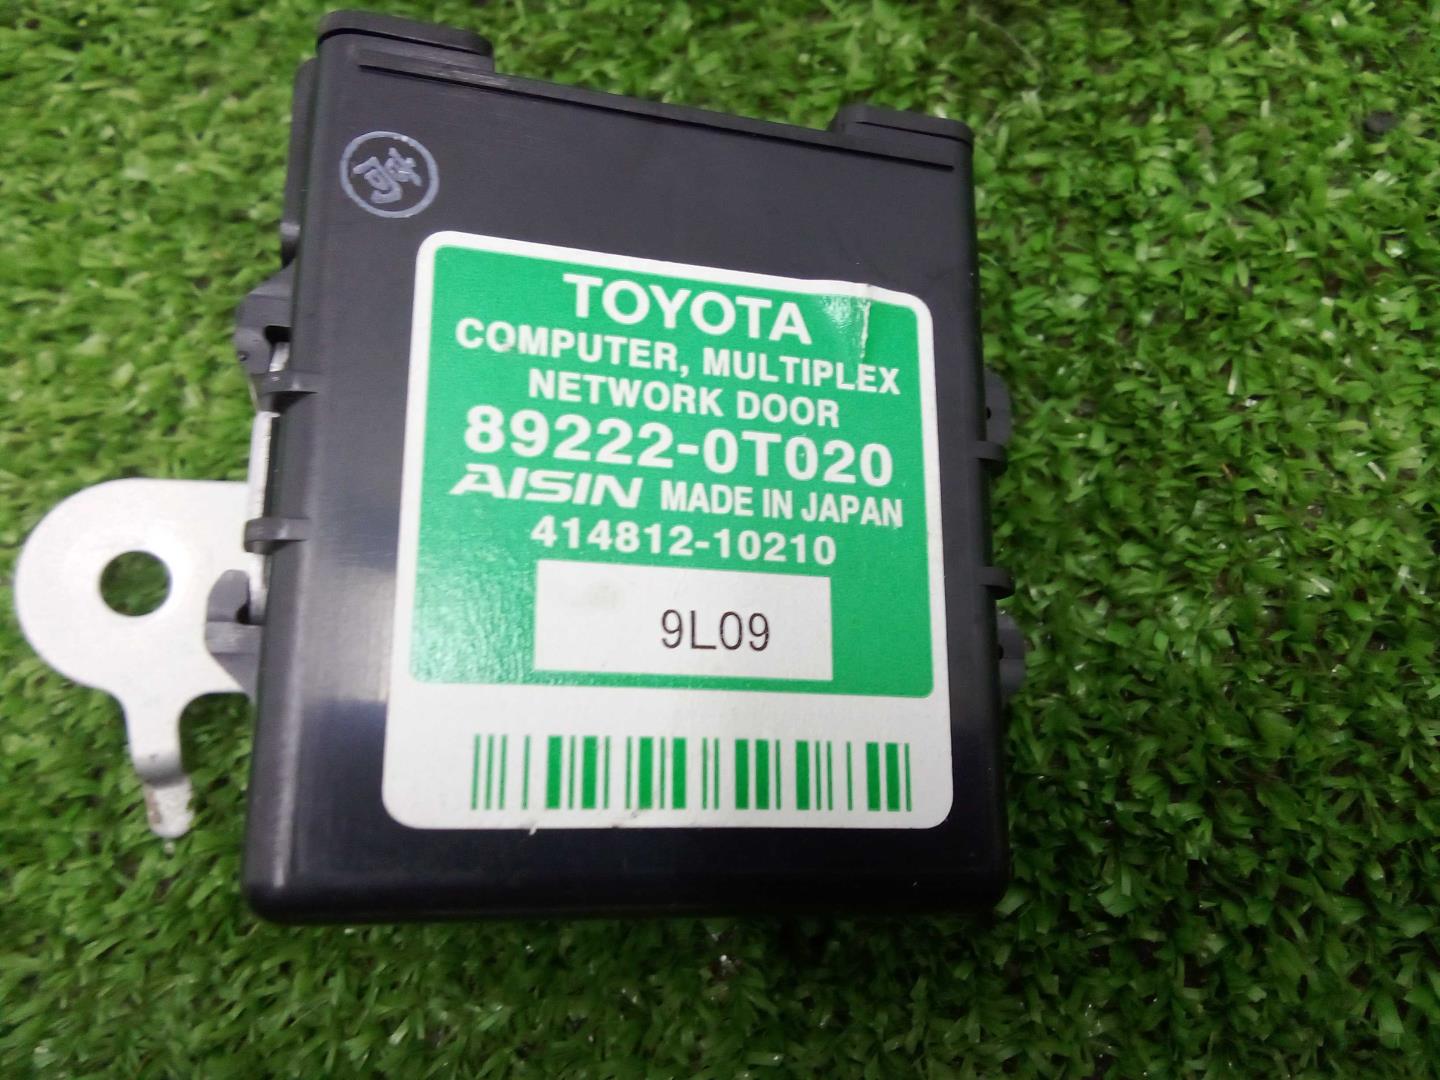 TOYOTA
COMPUTER, MULTIPLEX
NETWORK DOOR
89222-0T020
AISIN MADE IN JAPAN
414812-10210
9L09